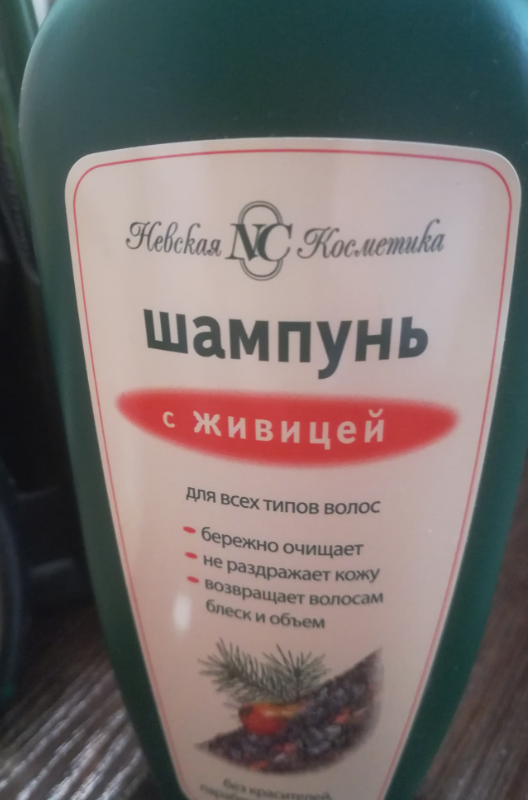 Невская NC Косметика
шампунь
с живицей
для всех типов волос
бережно очищает
не раздражает кожу
возвращает волосам
блеск и объем
без красителей,